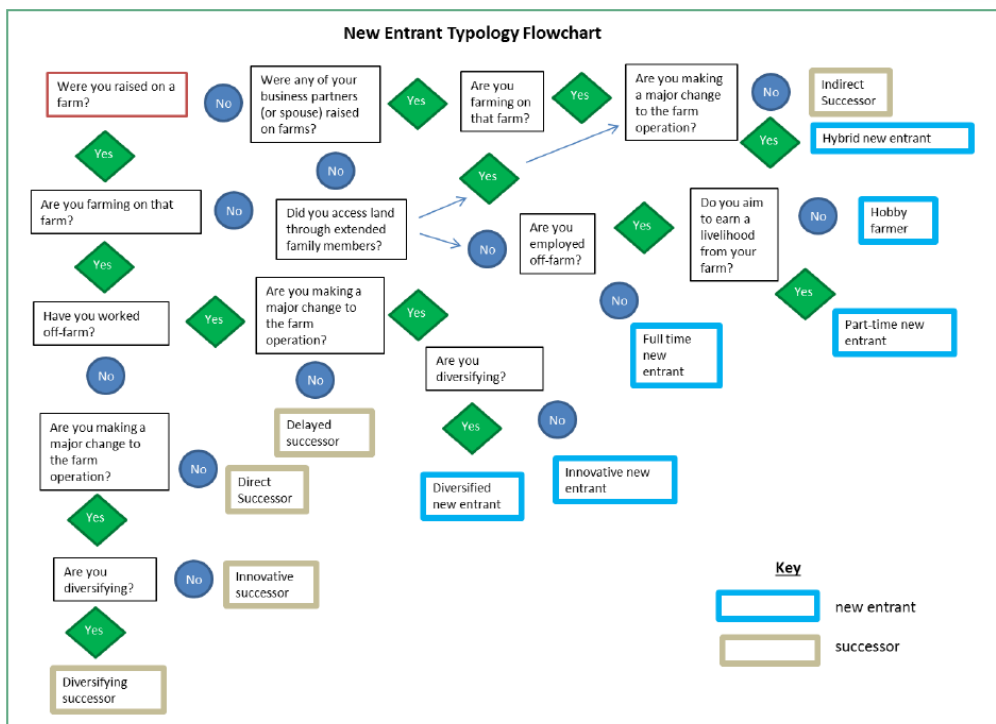 New Entrant Typology Flowchart
Were you raised on a
farm?
No
Were any of your
business partners
(or spouse) raised
on farms?
Yes
Are you
farming on
that farm?
Yes
Are you making
a major change
to the farm
operation?
No
Indirect
Successor
Yes
Hybrid new entrant
Yes
No
Yes
Are you farming on that
farm?
No
Did you access land
through extended
family members?
No
Are you
employed
off-farm?
Yes
Do you aim
to earn a
livelihood
from your
farm?
No
Hobby
farmer
Yes
Part-time new
entrant
No
Full time
new
entrant
Yes
Have you worked
off-farm?
Yes
Are you making a
major change to
the farm
operation?
Yes
Are you
diversifying?
No
Delayed
successor
Yes
Diversified
new entrant
No
Innovative new
entrant
No
Are you making a
major change to
the farm
operation?
No
Direct
Successor
Yes
Are you
diversifying?
No
Innovative
successor
Yes
Diversifying
successor
Key
new entrant
successor